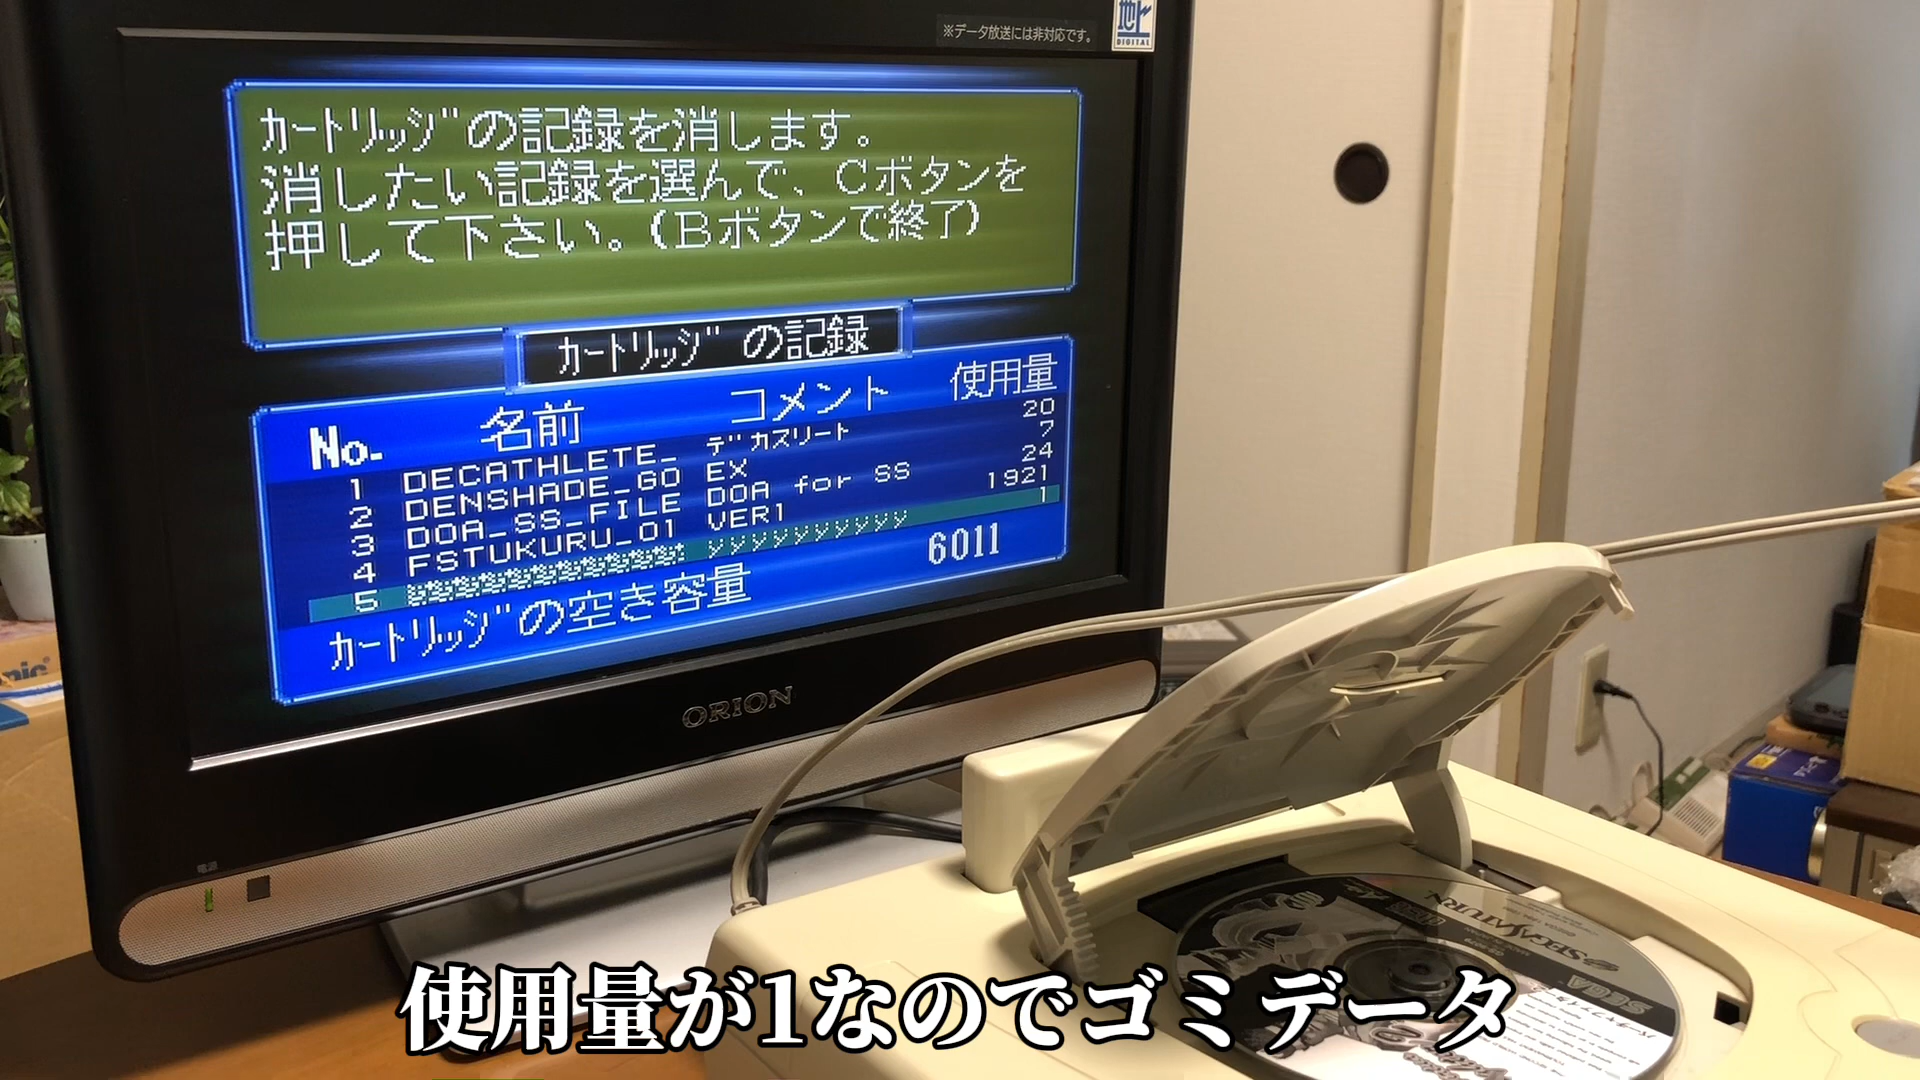 ※データ放送には非対応です。
地上
DIGITAL
カートリッジの記録を消します。
消したい記録を選んで、Cボタンを
押して下さい。(Bボタンで終了)
カートリッジの記録
No. 名前 コメント 使用量
1 DECATHLETE_ デカスリート 20
2 DENSHADE_GO EX 7
3 DOA_SS_FILE DOA for SS 24
4 FSTUKURU_01 VER1 1921
5 yyyyyyyyyyy 1
カートリッジの空き容量 6011
ORION
SEGA SATURN
SEGA
使用量が1なのでゴミデータ